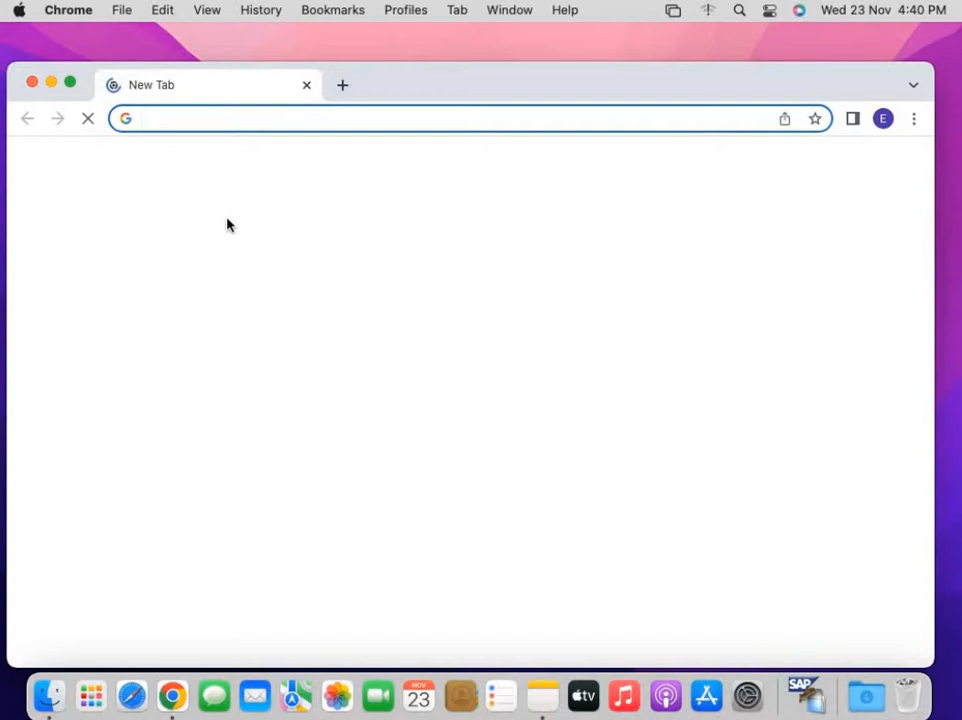 Chrome File Edit View History Bookmarks Profiles Tab Window Help Wed 23 Nov 4:40 PM
New Tab
E
NOV
23
tv
SAP